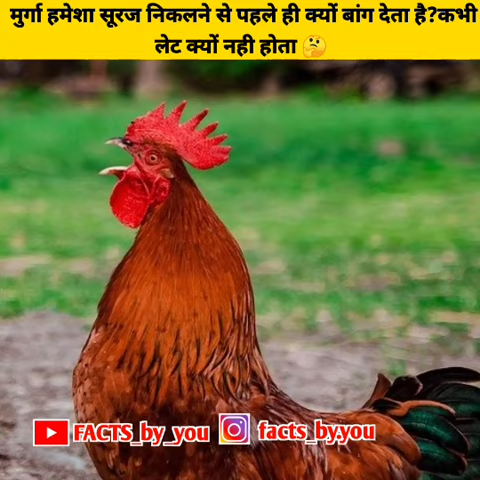 मुर्गा हमेशा सूरज निकलने से पहले ही क्यों बांग देता है?कभी
लेट क्यों नही होता 🤔
FACTS_by_you facts_by.you